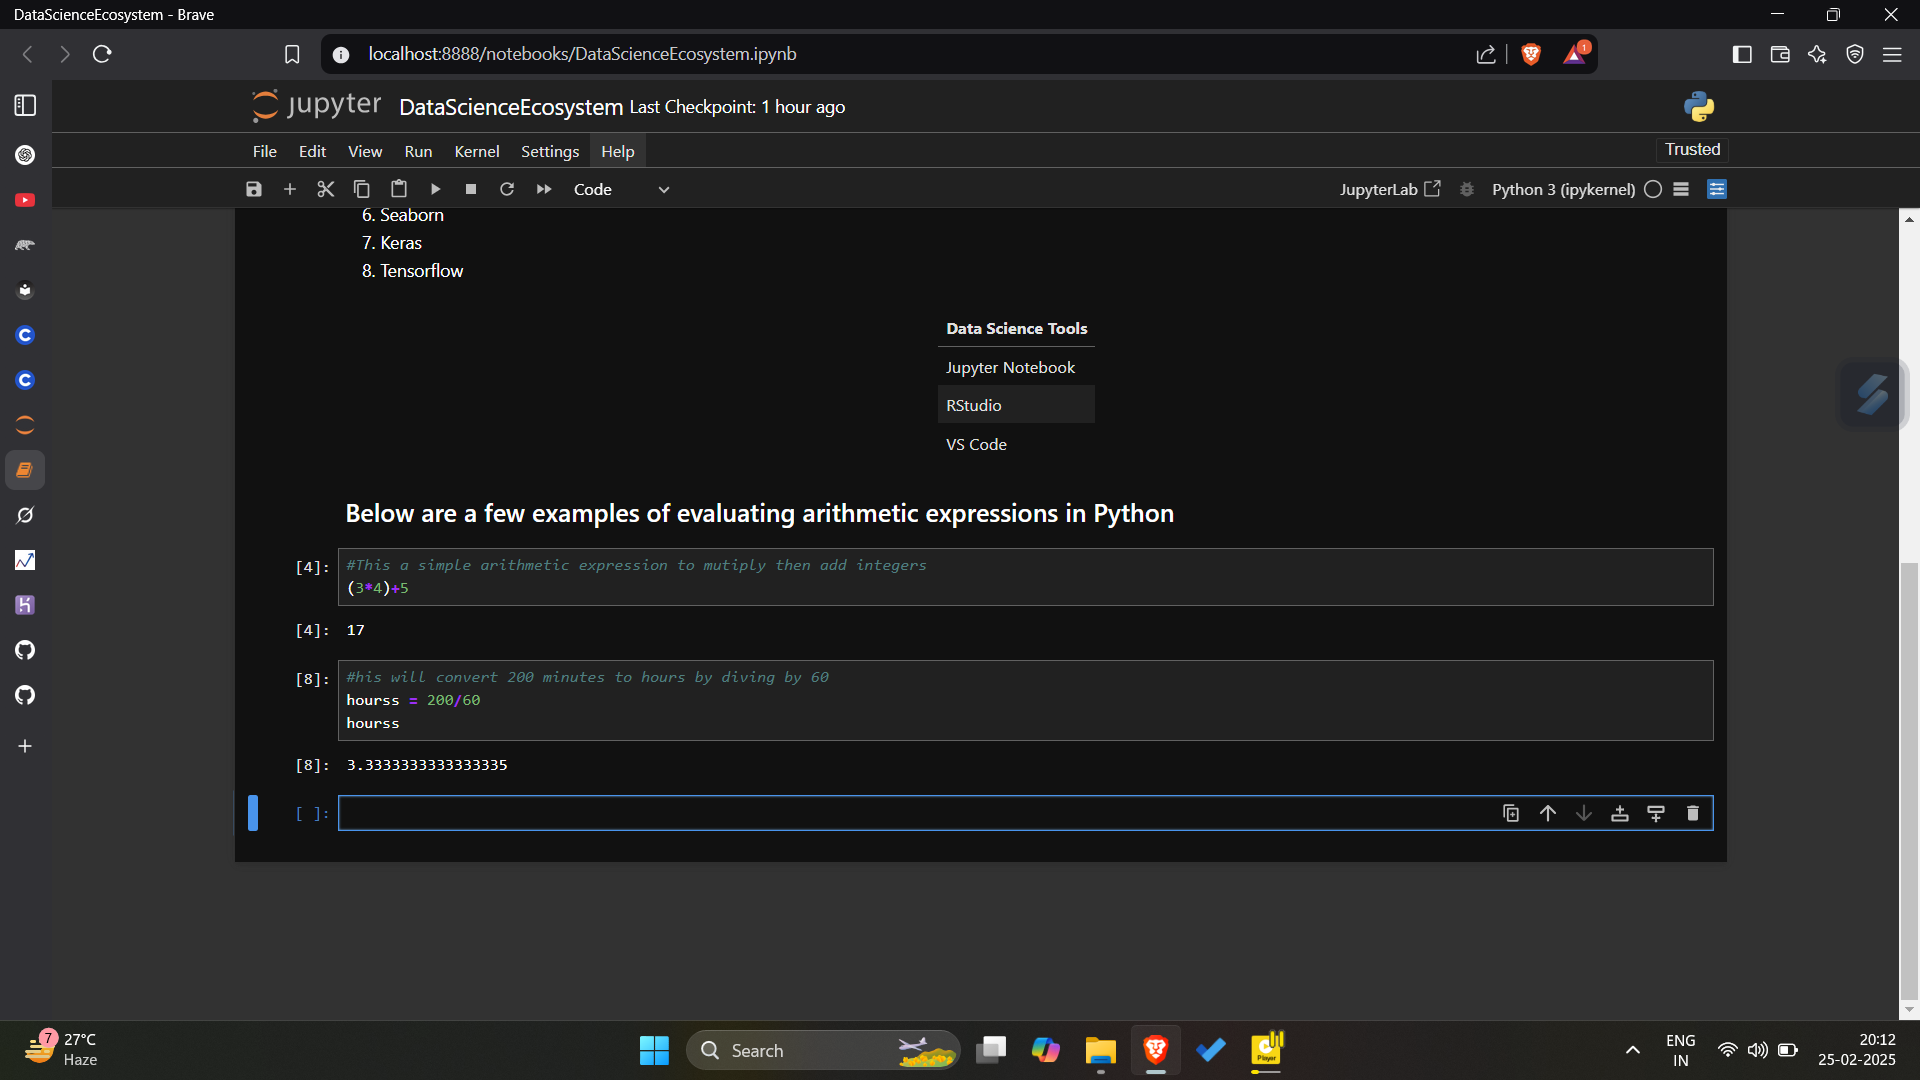 DataScienceEcosystem - Brave
localhost:8888/notebooks/DataScienceEcosystem.ipynb
1
jupyter DataScienceEcosystem Last Checkpoint: 1 hour ago
File Edit View Run Kernel Settings Help
Trusted
Code
JupyterLab
Python 3 (ipykernel)
6. Seaborn
7. Keras
8. Tensorflow
Data Science Tools
Jupyter Notebook
RStudio
VS Code
Below are a few examples of evaluating arithmetic expressions in Python
[4]: #This a simple arithmetic expression to mutiply then add integers
(3*4)+5
[4]: 17
[8]: #his will convert 200 minutes to hours by diving by 60
hourss = 200/60
hourss
[8]: 3.3333333333333335
[ ]:
7
27°C
Haze
Search
Player
ENG
IN
20:12
25-02-2025